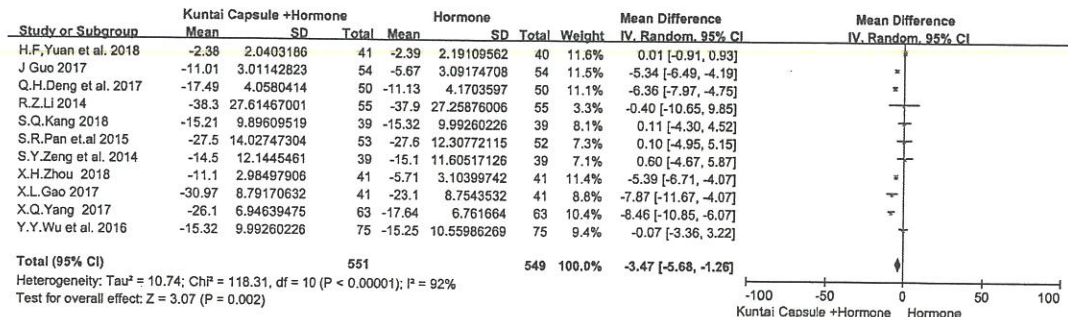 Kuntai Capsule +Hormone Hormone Mean Difference Mean Difference
Study or Subgroup Mean SD Total Mean SD Total Weight IV, Random, 95% CI IV, Random, 95% CI
H.F,Yuan et al. 2018 -2.38 2.0403186 41 -2.39 2.19109562 40 11.6% 0.01 [-0.91, 0.93]
J Guo 2017 -11.01 3.01142823 54 -5.67 3.09174708 54 11.5% -5.34 [-6.49, -4.19]
Q.H.Deng et al. 2017 -17.49 4.0580414 50 -11.13 4.1703597 50 11.2% -6.36 [-7.97, -4.75]
R.Z.Li 2014 -38.3 27.61467001 55 -37.9 27.25876006 55 3.3% -0.40 [-10.65, 9.85]
S.Q.Kang 2018 -15.21 9.89609519 39 -15.32 9.99260226 39 8.1% 0.11 [-4.30, 4.52]
S.R.Pan et.al 2015 -27.5 14.02747304 53 -27.6 12.30772115 52 7.3% 0.10 [-4.95, 5.15]
S.Y.Zeng et al. 2014 -14.5 12.1445461 39 -15.1 11.60517126 39 7.1% 0.60 [-4.67, 5.87]
X.H.Zhou 2018 -11.1 2.98497906 41 -5.71 3.10399742 41 11.4% -5.39 [-6.71, -4.07]
X.L.Gao 2017 -30.97 8.79170632 41 -23.1 8.7543532 41 8.8% -7.87 [-11.67, -4.07]
X.Q.Yang 2017 -26.1 6.94639475 63 -17.64 6.761664 63 10.4% -8.46 [-10.85, -6.07]
Y.Y.Wu et al. 2016 -15.32 9.99260226 75 -15.25 10.55986269 75 9.4% -0.07 [-3.36, 3.22]
Total (95% CI) 551 549 100.0% -3.47 [-5.68, -1.26]
Heterogeneity: Tau² = 10.74; Chi² = 118.31, df = 10 (P < 0.00001); I² = 92%
Test for overall effect: Z = 3.07 (P = 0.002)
-100 -50 0 50 100
Kuntai Capsule +Hormone Hormone